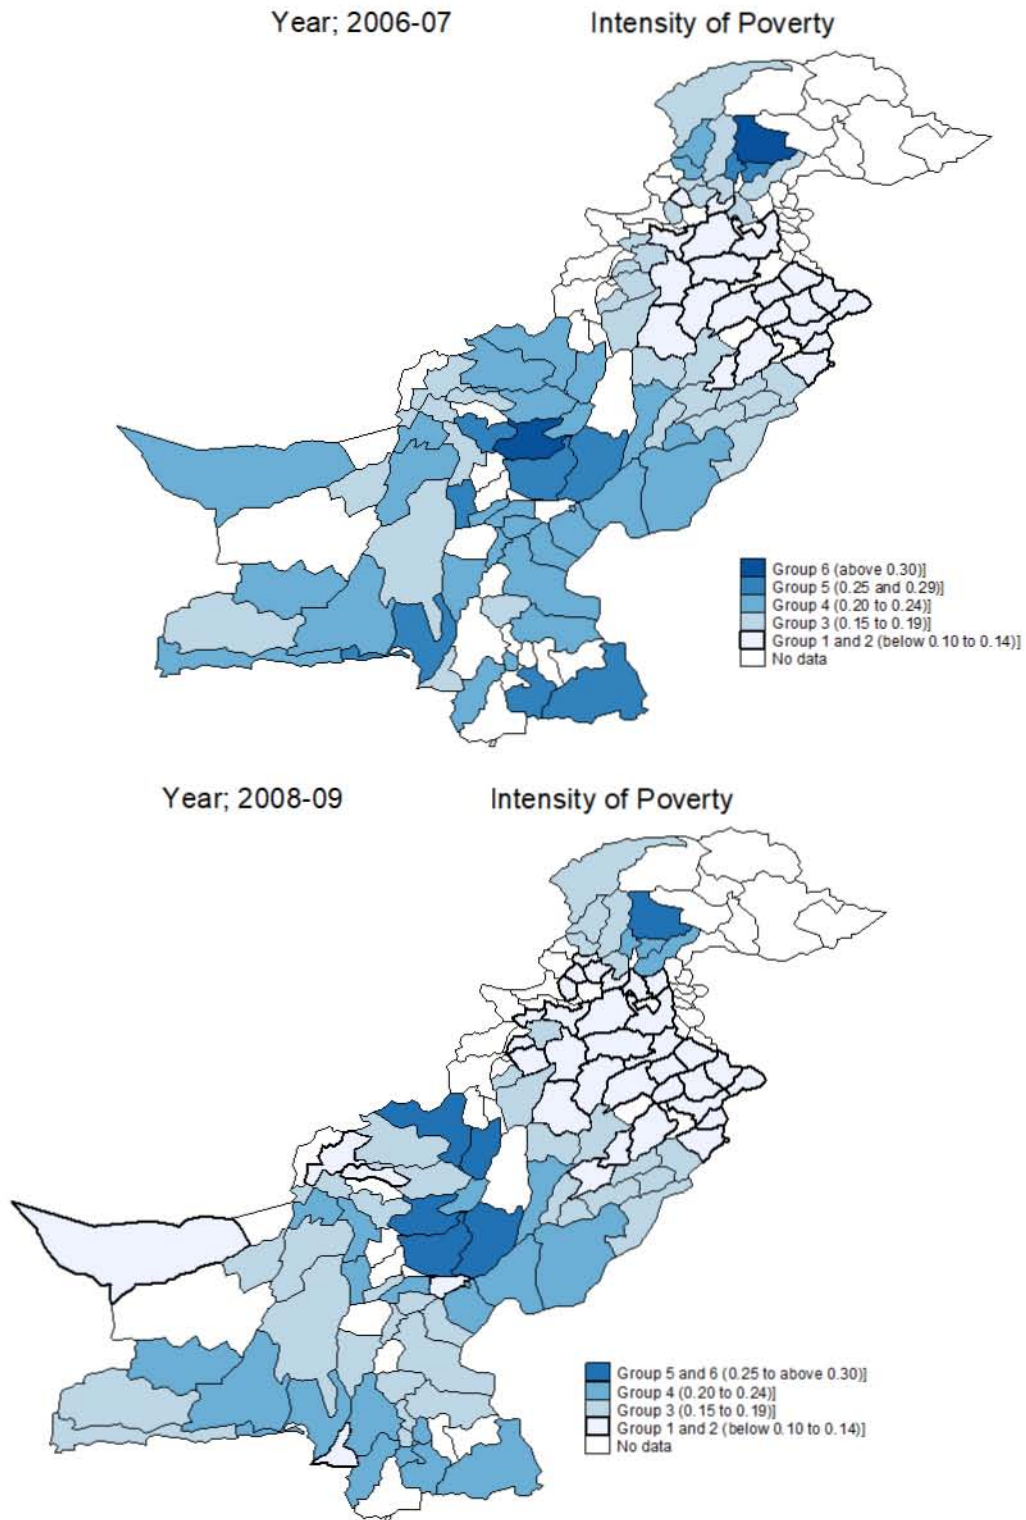 Year; 2006-07 Intensity of Poverty
Group 6 (above 0.30)]
Group 5 (0.25 and 0.29)]
Group 4 (0.20 to 0.24)]
Group 3 (0.15 to 0.19)]
Group 1 and 2 (below 0.10 to 0.14)]
No data
Year; 2008-09 Intensity of Poverty
Group 5 and 6 (0.25 to above 0.30)]
Group 4 (0.20 to 0.24)]
Group 3 (0.15 to 0.19)]
Group 1 and 2 (below 0.10 to 0.14)]
No data